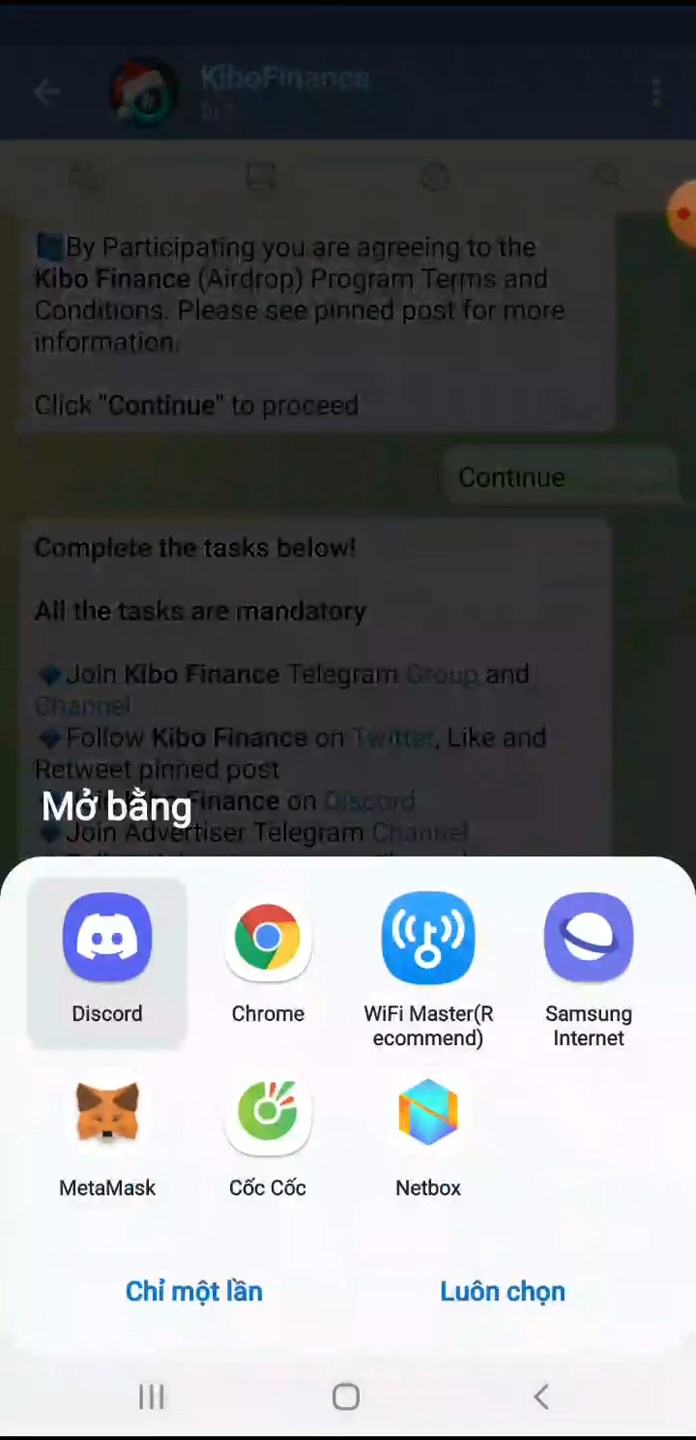 KiboFinance
By Participating you are agreeing to the
Kibo Finance (Airdrop) Program Terms and
Conditions. Please see pinned post for more
information.
Click "Continue" to proceed
Continue
Complete the tasks below!
All the tasks are mandatory
Join Kibo Finance Telegram Group and
Channel
Follow Kibo Finance on Twitter, Like and
Retweet pinned post
Finance on Discord
Join Advertiser Telegram Channel
Mở bằng
Discord
Chrome
WiFi Master(R
ecommend)
Samsung
Internet
MetaMask
Cốc Cốc
Netbox
Chỉ một lần
Luôn chọn